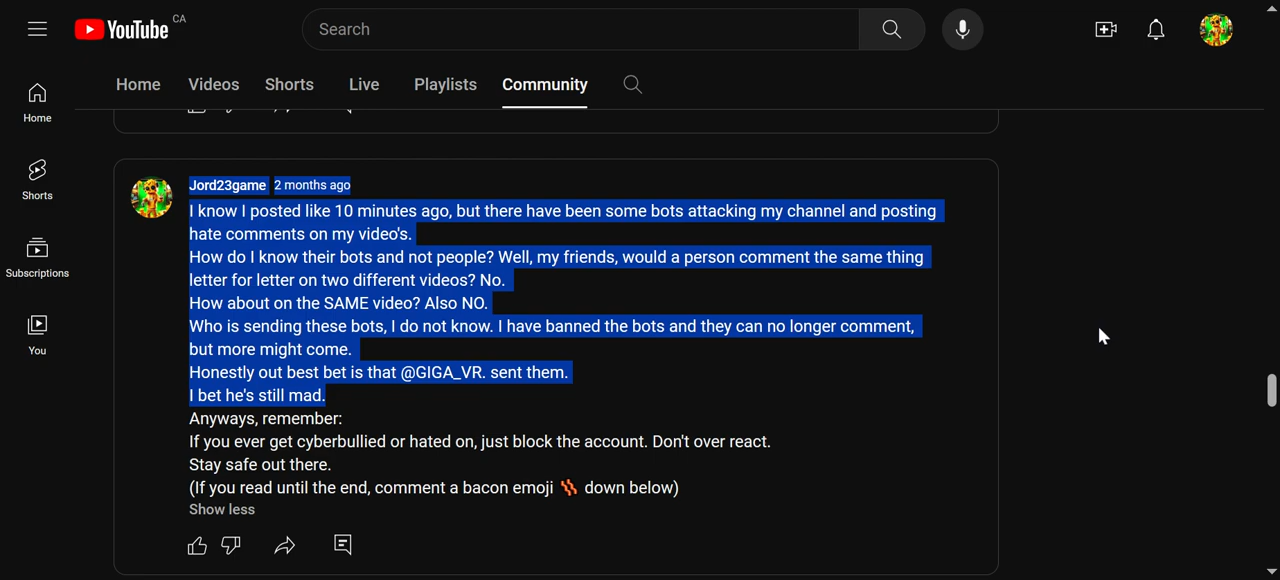 YouTube CA
Search
Home
Videos
Shorts
Live
Playlists
Community
Home
Shorts
Subscriptions
You
Jord23game 2 months ago
I know I posted like 10 minutes ago, but there have been some bots attacking my channel and posting
hate comments on my video's.
How do I know their bots and not people? Well, my friends, would a person comment the same thing
letter for letter on two different videos? No.
How about on the SAME video? Also NO.
Who is sending these bots, I do not know. I have banned the bots and they can no longer comment,
but more might come.
Honestly out best bet is that @GIGA_VR. sent them.
I bet he's still mad.
Anyways, remember:
If you ever get cyberbullied or hated on, just block the account. Don't over react.
Stay safe out there.
(If you read until the end, comment a bacon emoji 🥓 down below)
Show less